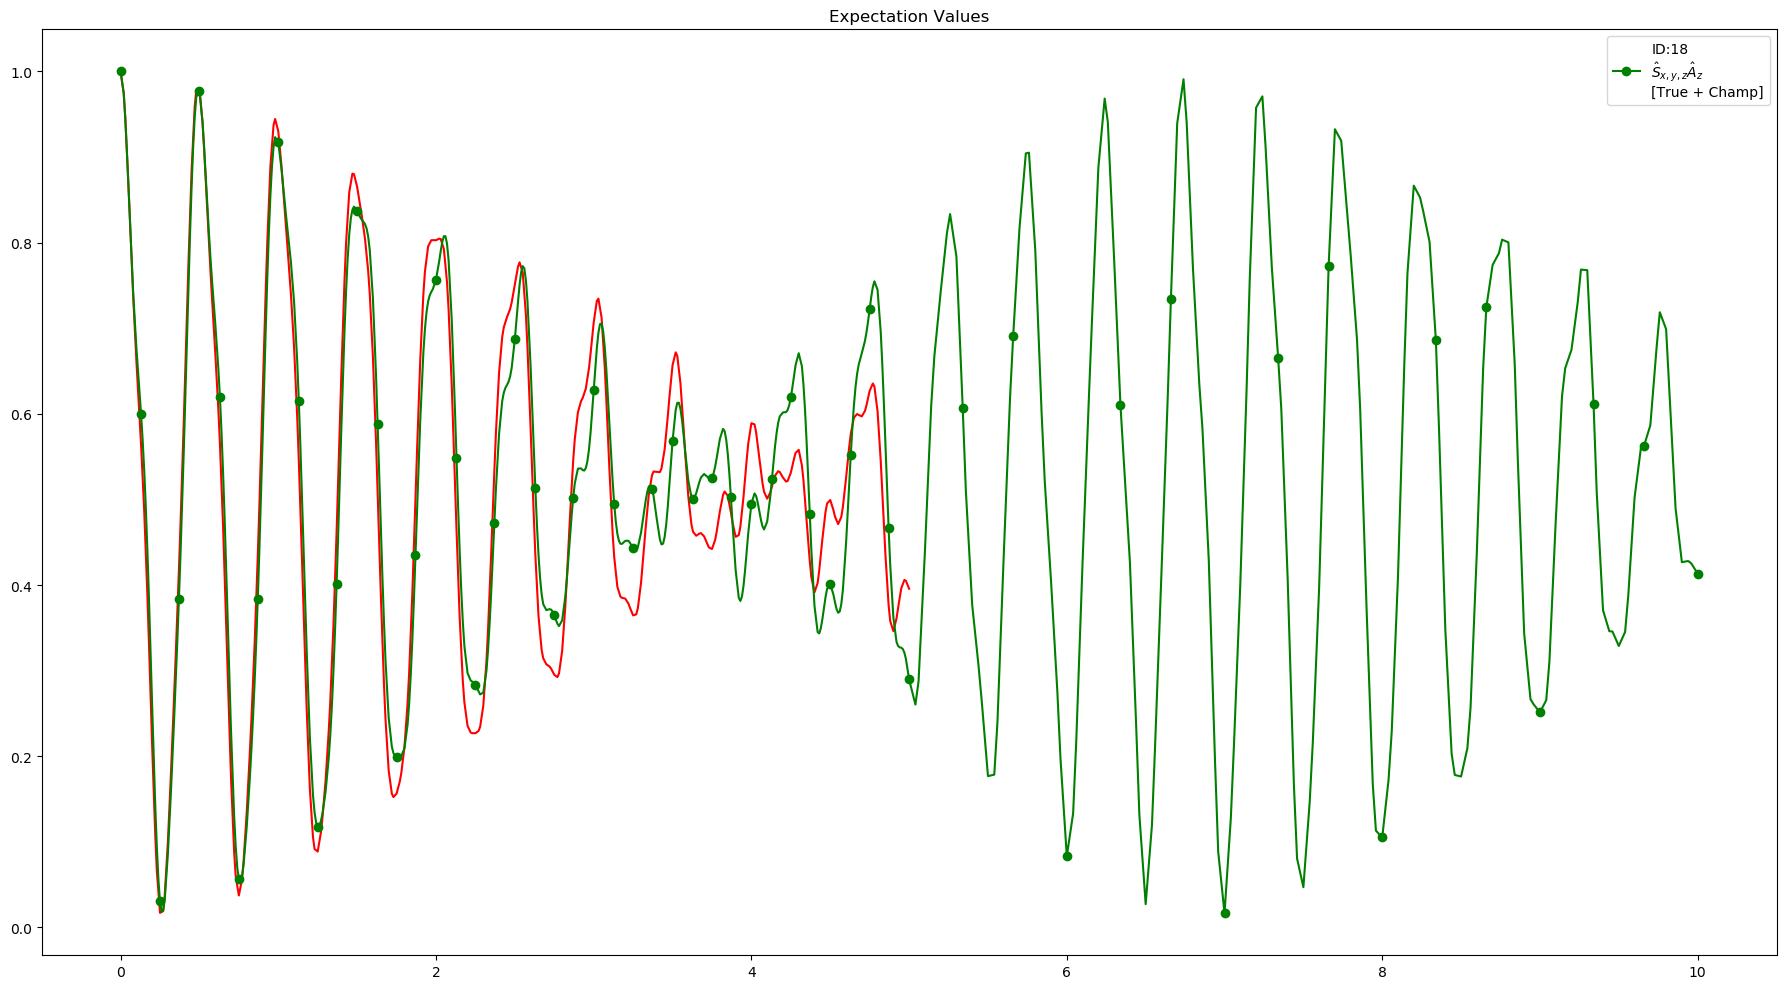 Expectation Values
ID:18
$\hat{S}_{x,y,z}\hat{A}_z$
[True + Champ]
1.0
0.8
0.6
0.4
0.2
0.0
0 2 4 6 8 10